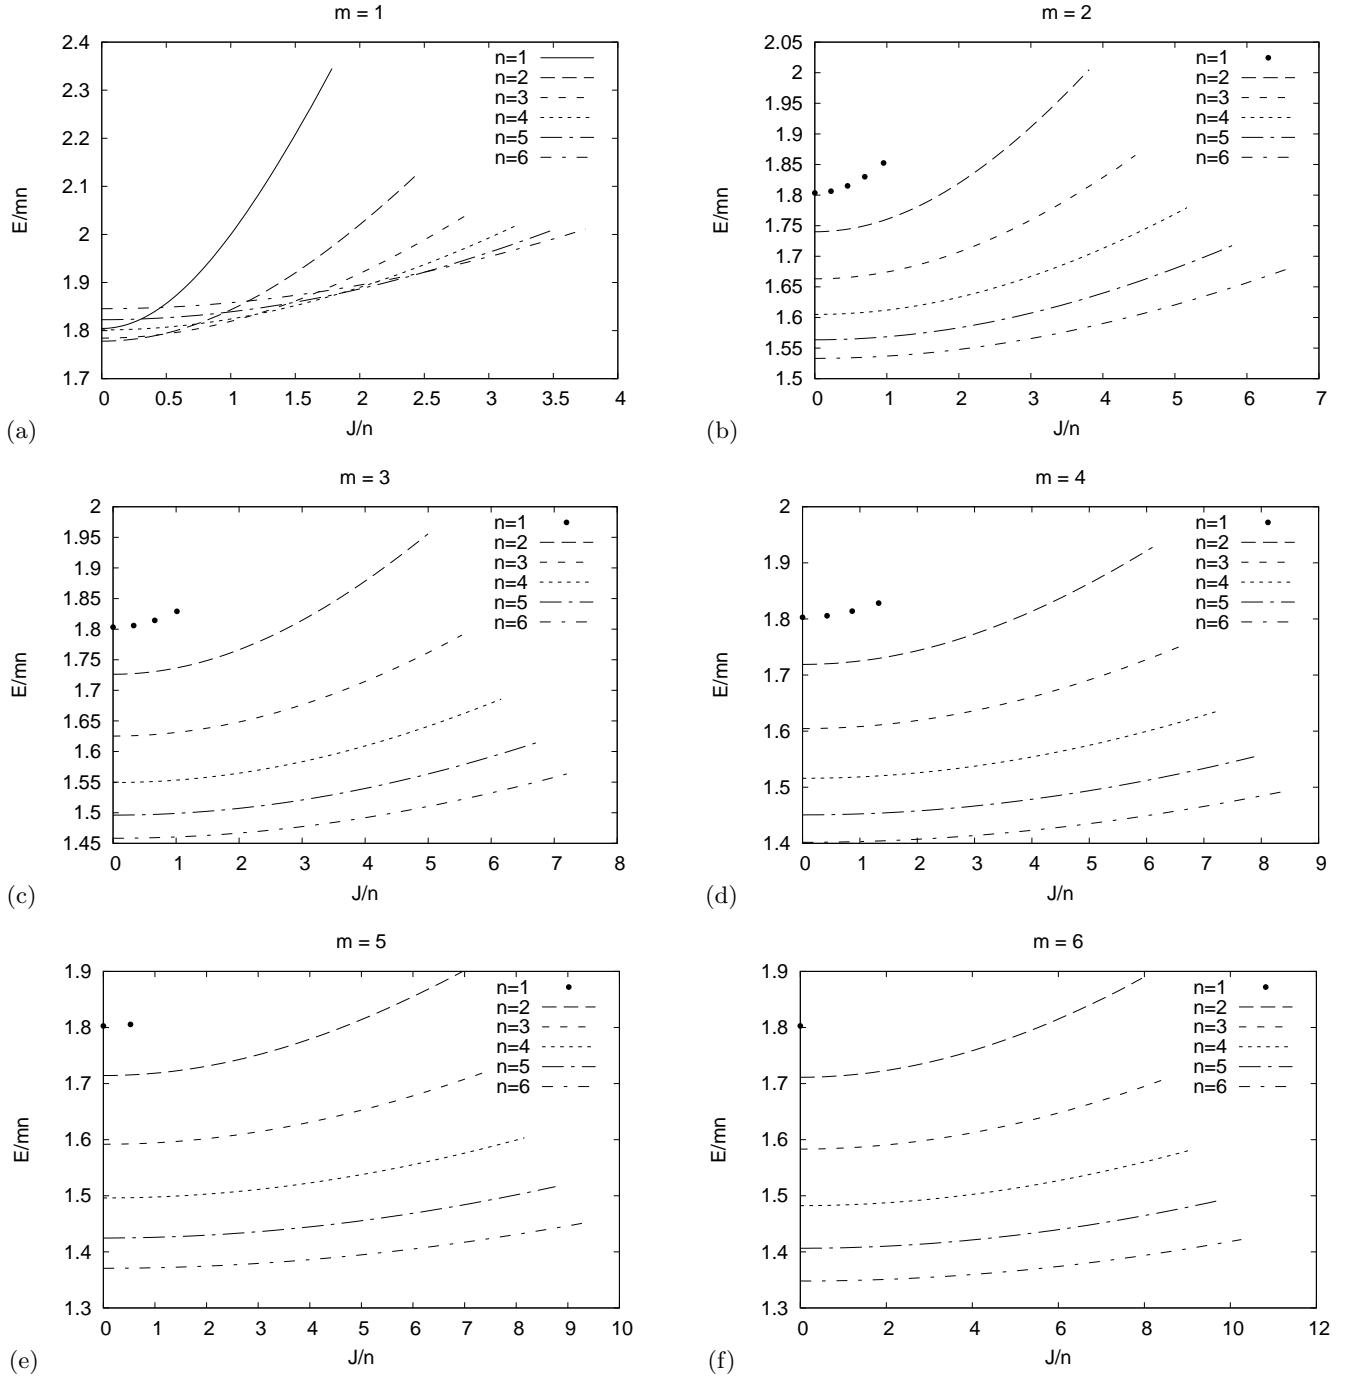 m = 1
2.4
2.3
2.2
2.1
2
1.9
1.8
1.7
E/mn
n=1
n=2
n=3
n=4
n=5
n=6
0 0.5 1 1.5 2 2.5 3 3.5 4
J/n
(a)
m = 2
2.05
2
1.95
1.9
1.85
1.8
1.75
1.7
1.65
1.6
1.55
1.5
E/mn
n=1
n=2
n=3
n=4
n=5
n=6
0 1 2 3 4 5 6 7
J/n
(b)
m = 3
2
1.95
1.9
1.85
1.8
1.75
1.7
1.65
1.6
1.55
1.5
1.45
E/mn
n=1
n=2
n=3
n=4
n=5
n=6
0 1 2 3 4 5 6 7 8
J/n
(c)
m = 4
2
1.9
1.8
1.7
1.6
1.5
1.4
E/mn
n=1
n=2
n=3
n=4
n=5
n=6
0 1 2 3 4 5 6 7 8 9
J/n
(d)
m = 5
1.9
1.8
1.7
1.6
1.5
1.4
1.3
E/mn
n=1
n=2
n=3
n=4
n=5
n=6
0 1 2 3 4 5 6 7 8 9 10
J/n
(e)
m = 6
1.9
1.8
1.7
1.6
1.5
1.4
1.3
E/mn
n=1
n=2
n=3
n=4
n=5
n=6
0 2 4 6 8 10 12
J/n
(f)